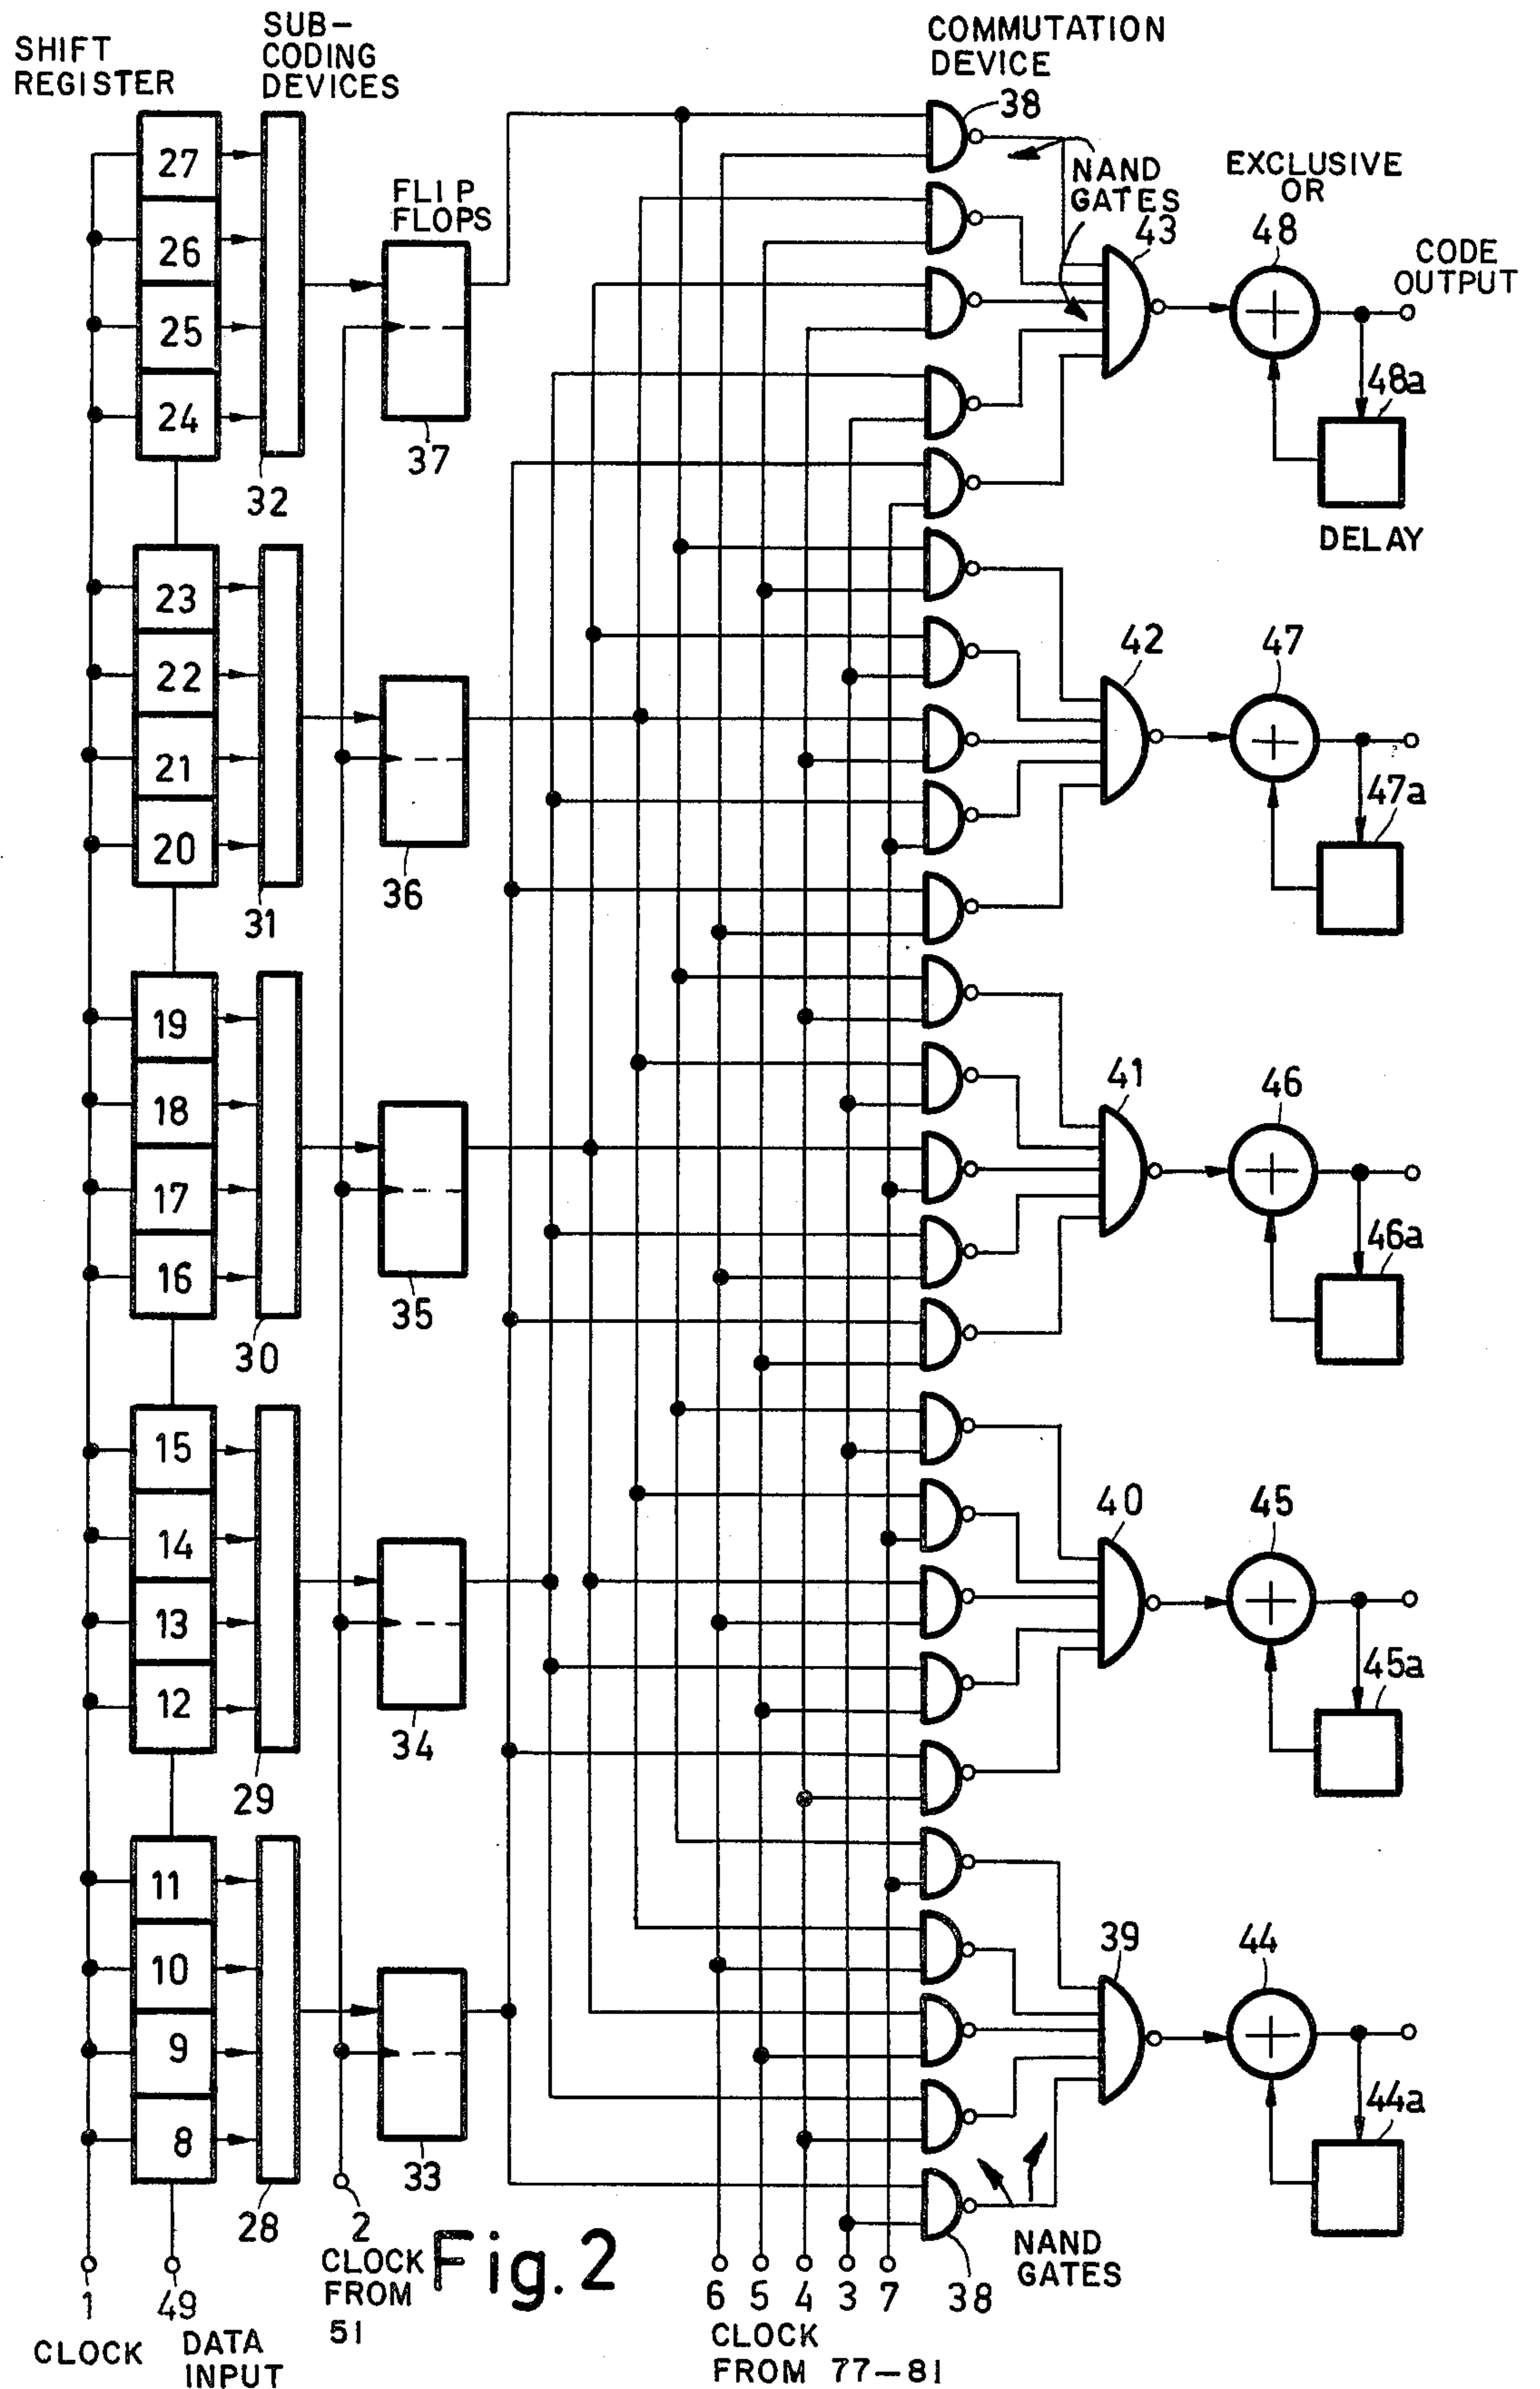 SHIFT
REGISTER
SUB-
CODING
DEVICES
COMMUTATION
DEVICE
38
NAND
GATES
EXCLUSIVE
OR
CODE
OUTPUT
FLIP
FLOPS
27
26
25
24
32
37
43
48
48a
DELAY
23
22
21
20
31
36
42
47
47a
19
18
17
16
30
35
41
46
46a
15
14
13
12
29
34
40
45
45a
11
10
9
8
28
33
39
44
44a
NAND
GATES
38
1
CLOCK
49
DATA
INPUT
2
CLOCK
FROM
51
Fig. 2
6 5 4 3 7
CLOCK
FROM 77-81